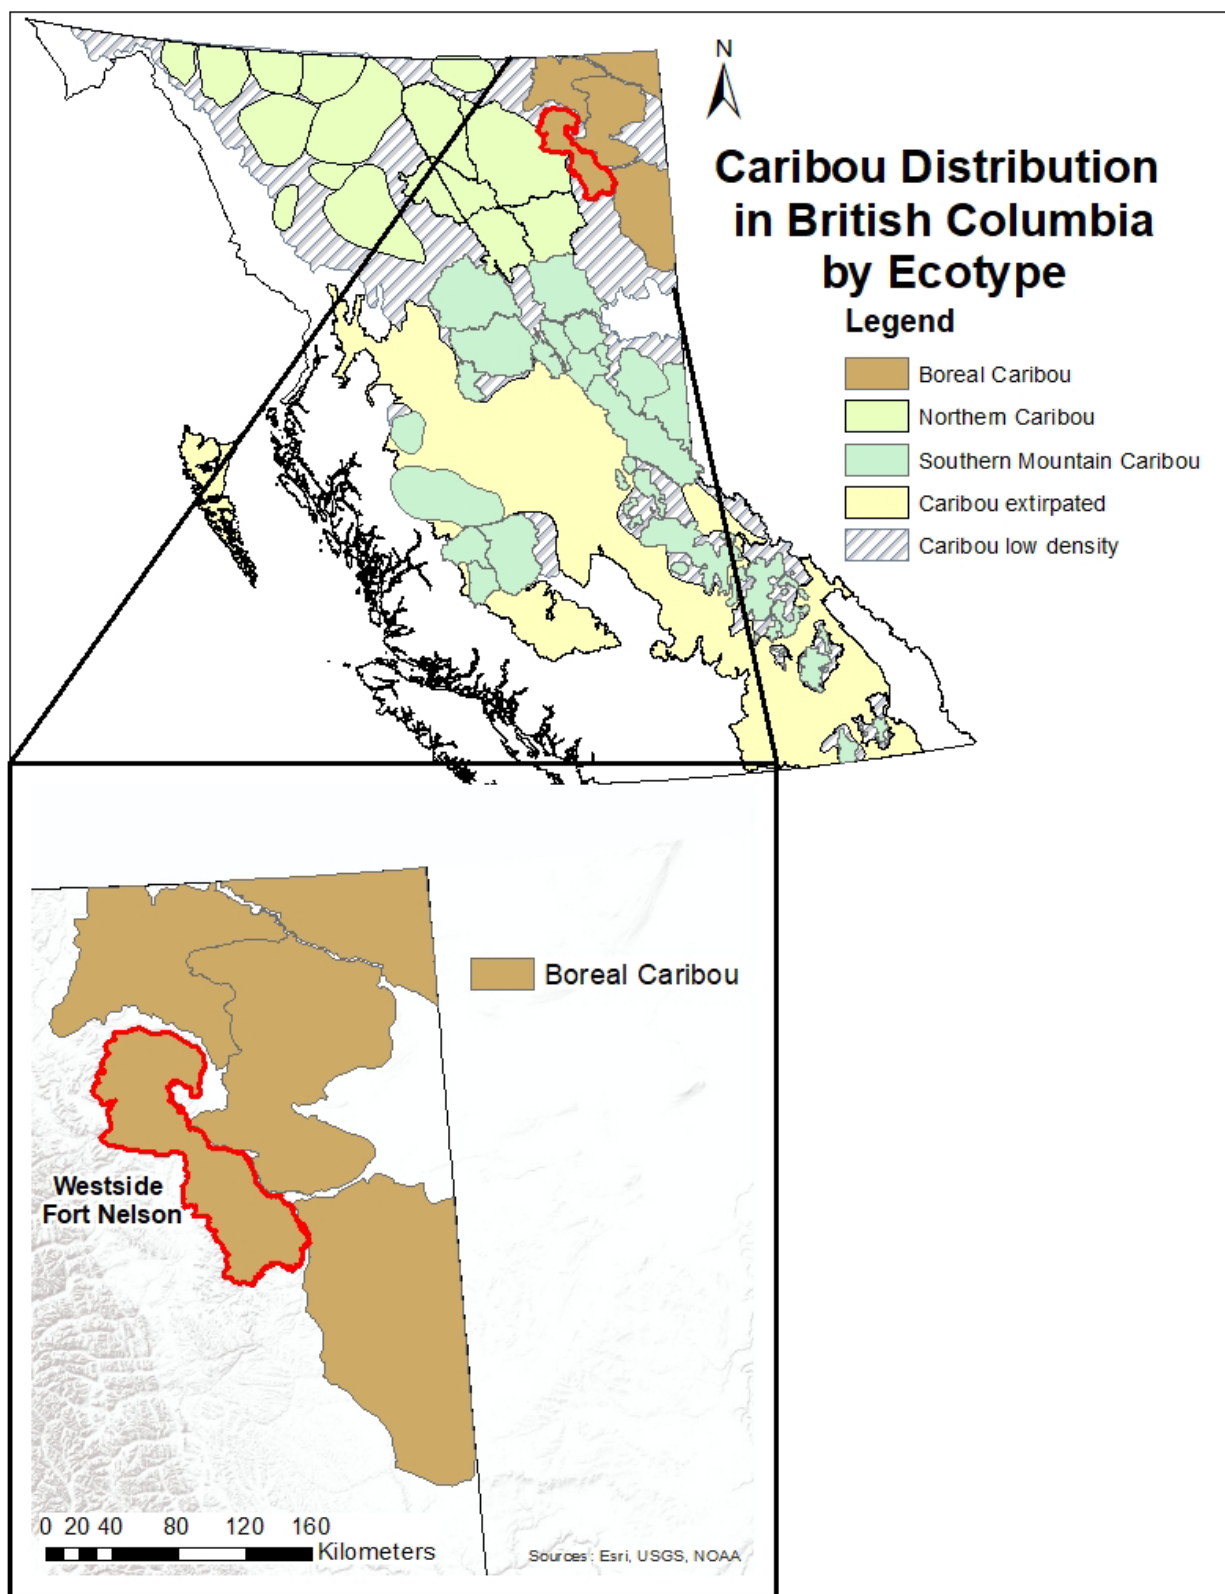 N
Caribou Distribution
in British Columbia
by Ecotype
Legend
Boreal Caribou
Northern Caribou
Southern Mountain Caribou
Caribou extirpated
Caribou low density
Boreal Caribou
Westside
Fort Nelson
0 20 40 80 120 160
Kilometers
Sources: Esri, USGS, NOAA